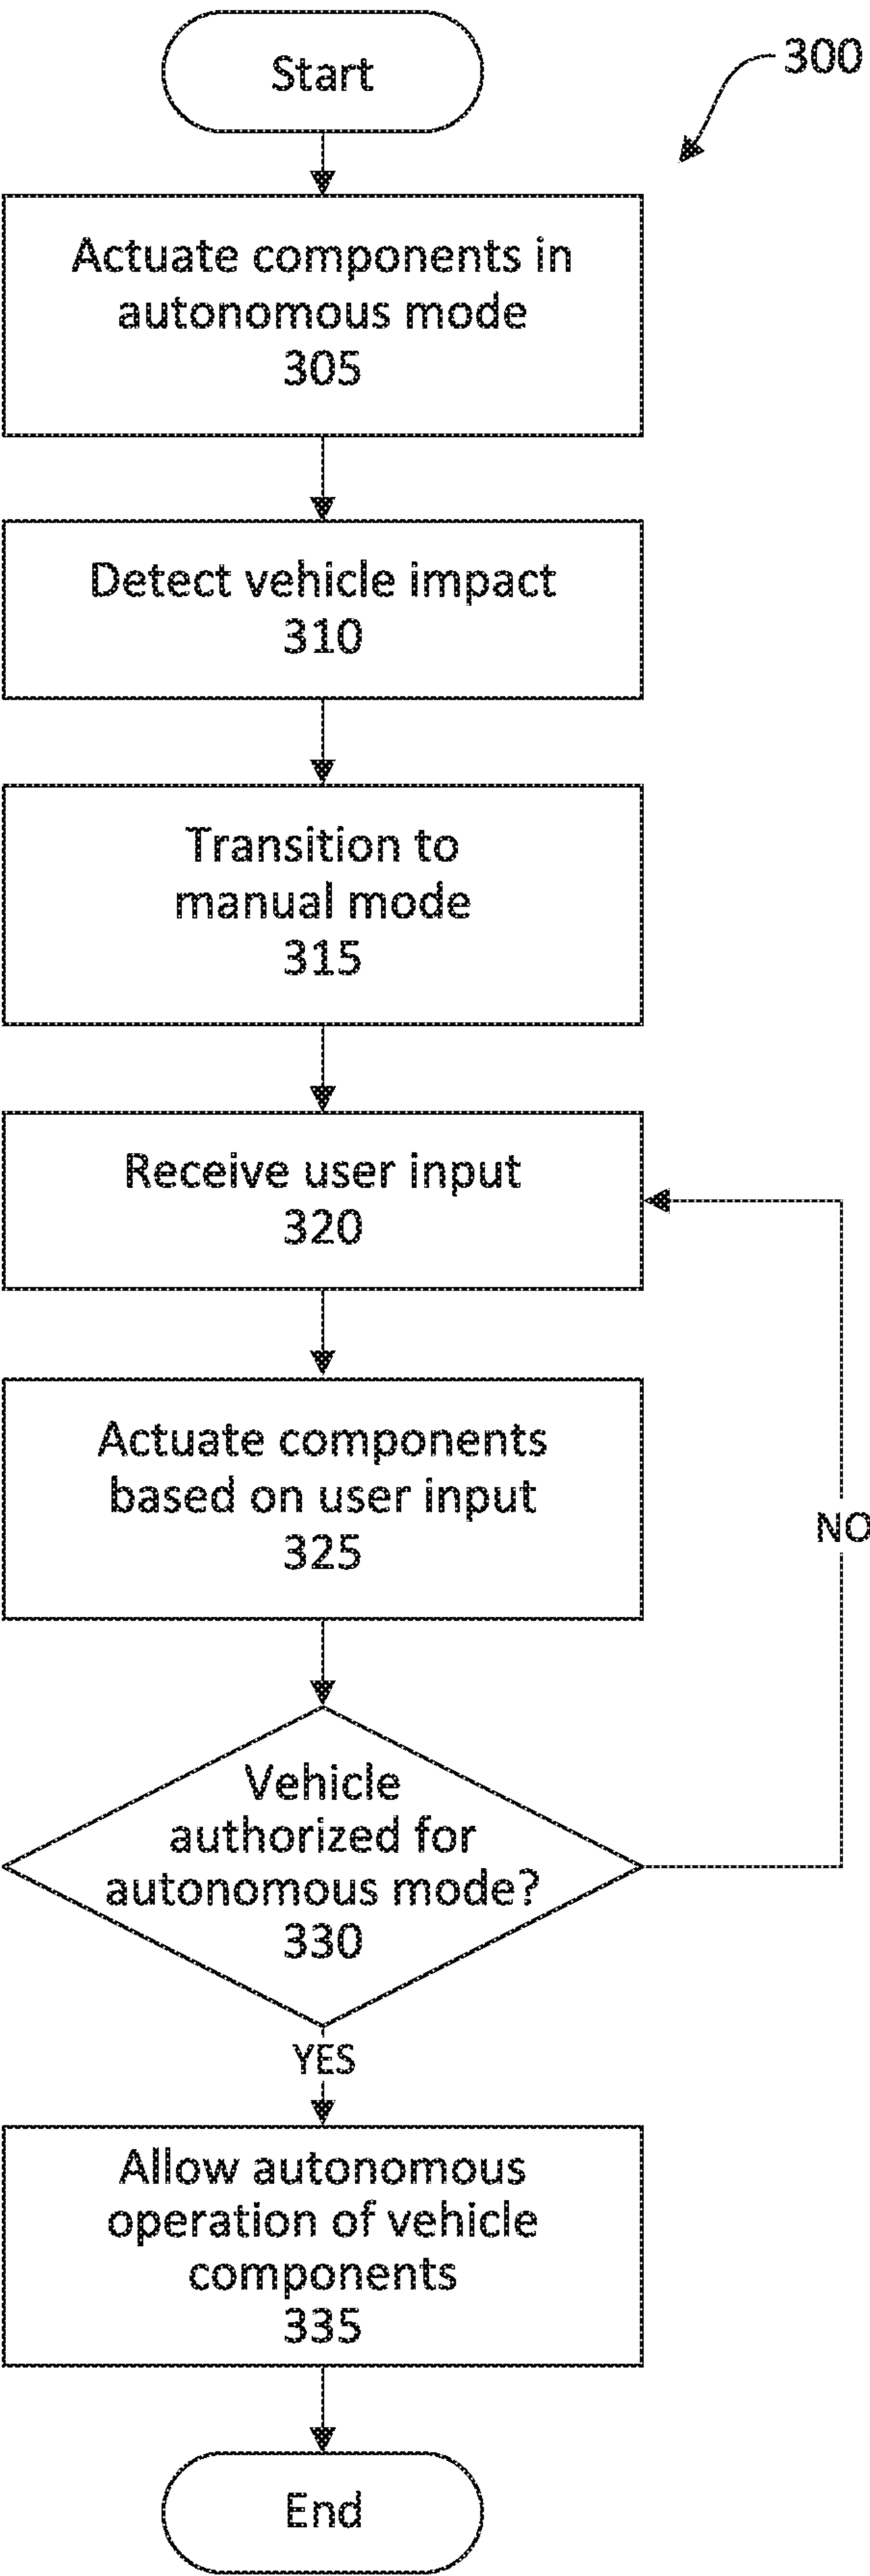 Start
300
Actuate components in
autonomous mode
305
Detect vehicle impact
310
Transition to
manual mode
315
Receive user input
320
Actuate components
based on user input
325
NO
Vehicle
authorized for
autonomous mode?
330
YES
Allow autonomous
operation of vehicle
components
335
End